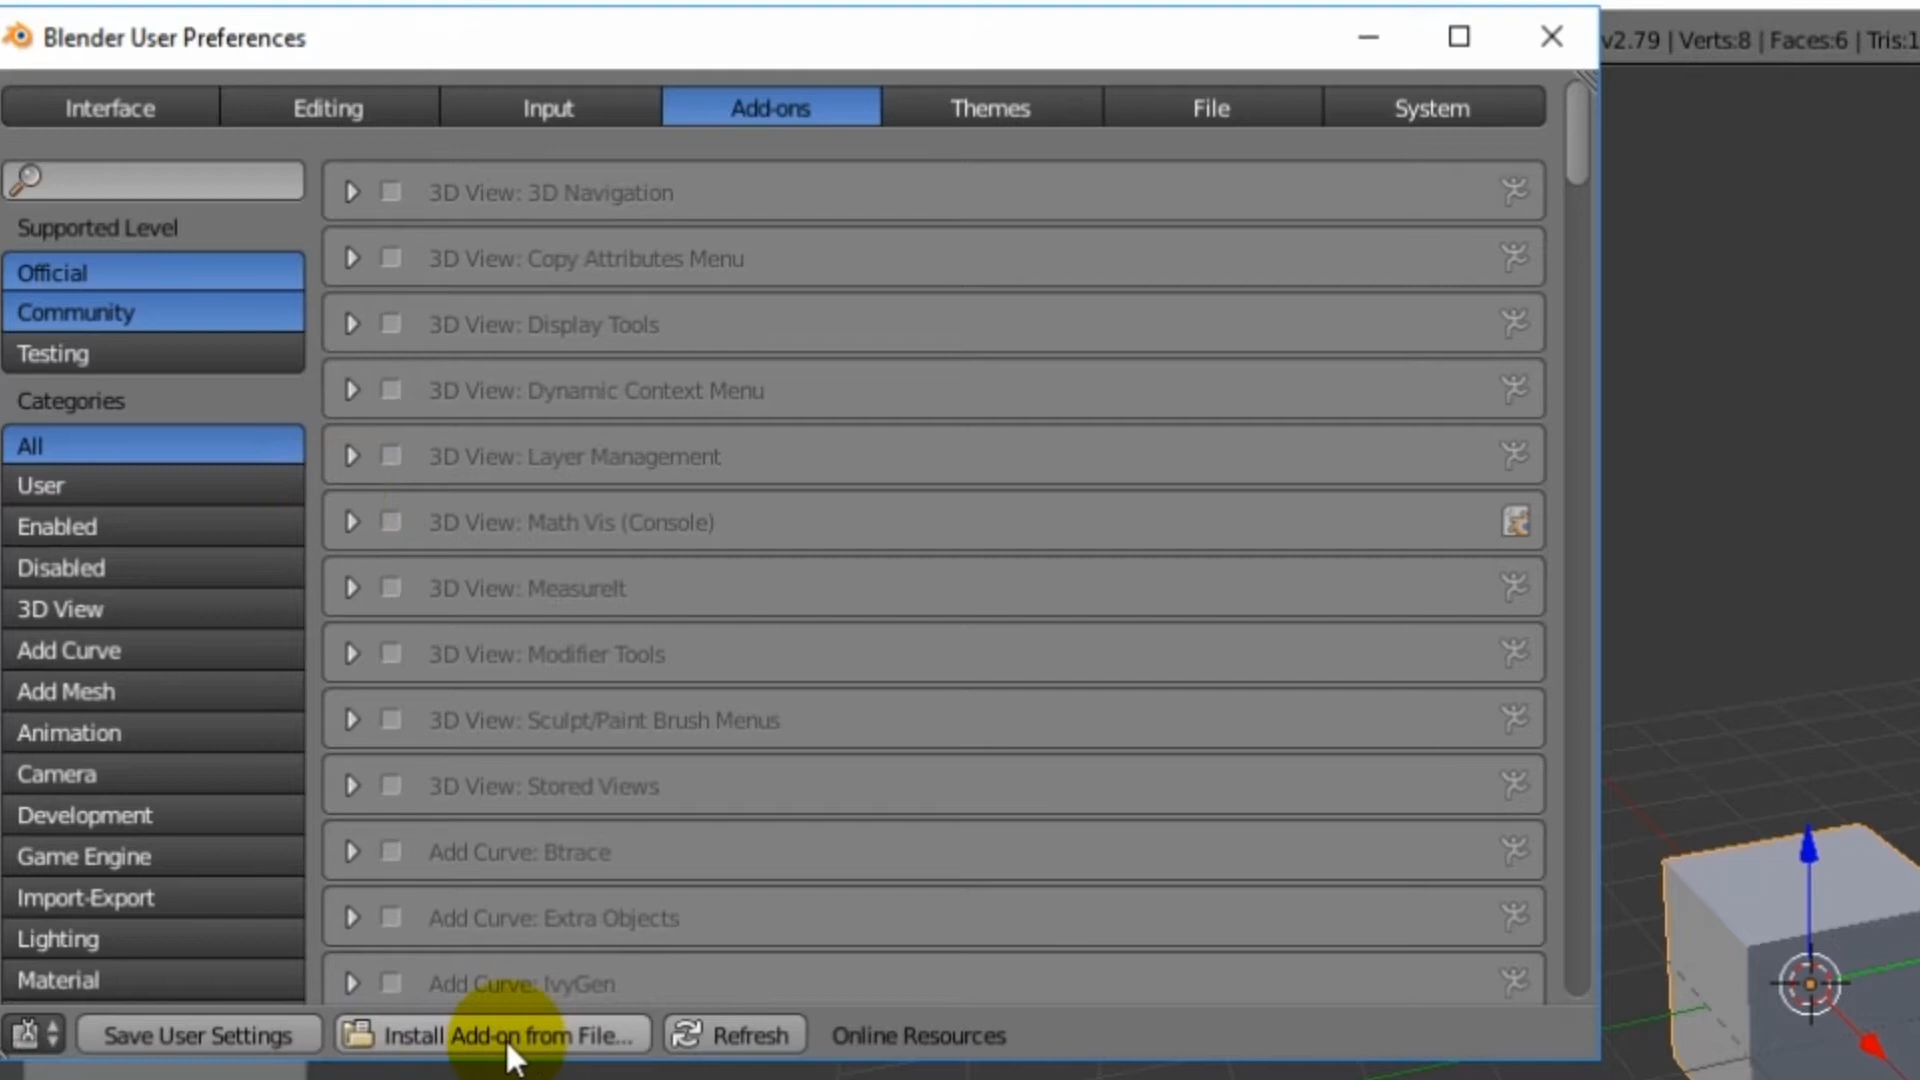 Blender User Preferences
v2.79 | Verts:8 | Faces:6 | Tris:1
Interface
Editing
Input
Add-ons
Themes
File
System
Supported Level
Official
Community
Testing
Categories
All
User
Enabled
Disabled
3D View
Add Curve
Add Mesh
Animation
Camera
Development
Game Engine
Import-Export
Lighting
Material
3D View: 3D Navigation
3D View: Copy Attributes Menu
3D View: Display Tools
3D View: Dynamic Context Menu
3D View: Layer Management
3D View: Math Vis (Console)
3D View: MeasureIt
3D View: Modifier Tools
3D View: Sculpt/Paint Brush Menus
3D View: Stored Views
Add Curve: Btrace
Add Curve: Extra Objects
Add Curve: IvyGen
Save User Settings
Install Add-on from File...
Refresh
Online Resources